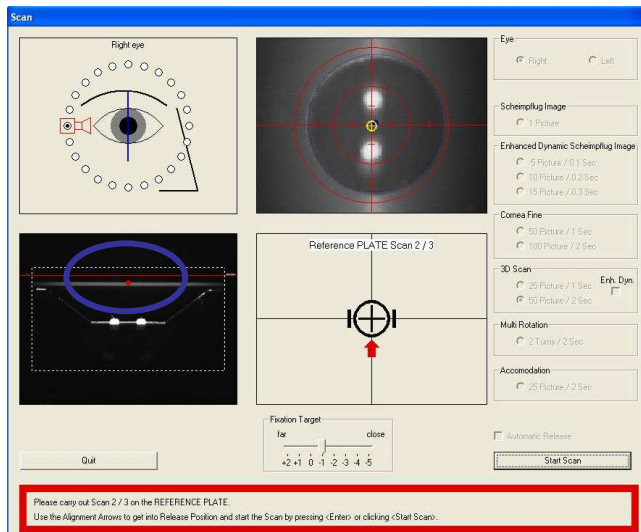 Scan
Right eye
Reference PLATE Scan 2 / 3
Eye
Right
Left
Scheimpflug Image
1 Picture
Enhanced Dynamic Scheimpflug Image
5 Picture / 0.1 Sec
10 Picture / 0.2 Sec
15 Picture / 0.3 Sec
Cornea Fine
50 Picture / 1 Sec
100 Picture / 2 Sec
3D Scan
25 Picture / 1 Sec
Enh. Dyn.
50 Picture / 2 Sec
Multi Rotation
2 Turns / 2 Sec
Accomodation
25 Picture / 2 Sec
Fixation Target
far close
+2 +1 0 -1 -2 -3 -4 -5
Automatic Release
Quit
Start Scan
Please carry out Scan 2 / 3 on the REFERENCE PLATE.
Use the Alignment Arrows to get into Release Position and start the Scan by pressing <Enter> or clicking <Start Scan>.